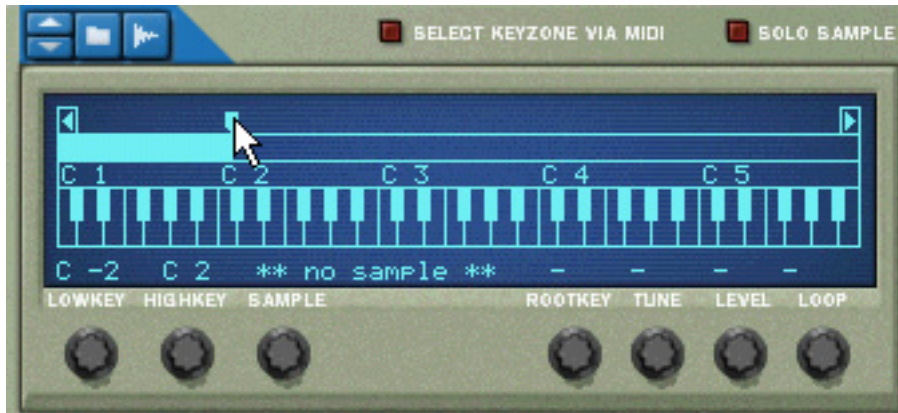 SELECT KEYZONE VIA MIDI SOLO SAMPLE
C 1 C 2 C 3 C 4 C 5
C -2 C 2 ** no sample ** - - - -
LOWKEY HIGHKEY SAMPLE ROOTKEY TUNE LEVEL LOOP